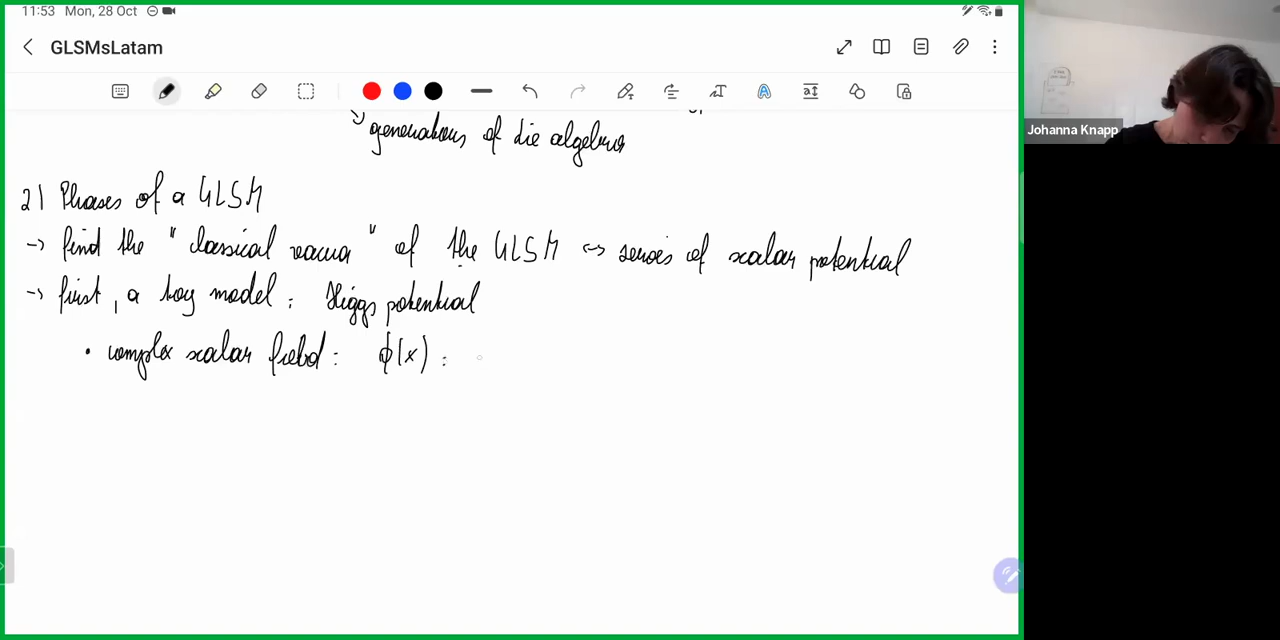 11:53 Mon, 28 Oct
GLSMsLatam
Johanna Knapp
generators of Lie algebra
2) Phases of a GLSM
→ find the "classical vacua" of the GLSM ↔ zeroes of scalar potential
→ first, a toy model: Higgs potential
• complex scalar field: ϕ(x):